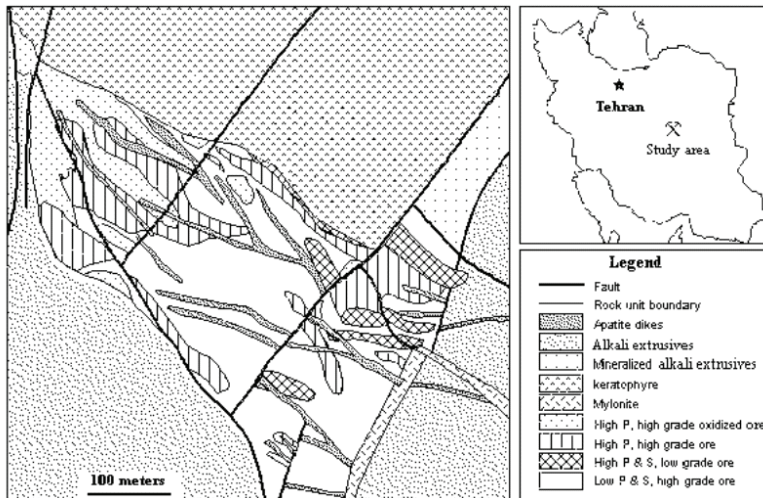 100 meters
Tehran
Study area
Legend
Fault
Rock unit boundary
Apatite dikes
Alkali extrusives
Mineralized alkali extrusives
keratophyre
Mylonite
High P, high grade oxidized ore
High P, high grade ore
High P & S, low grade ore
Low P & S, high grade ore